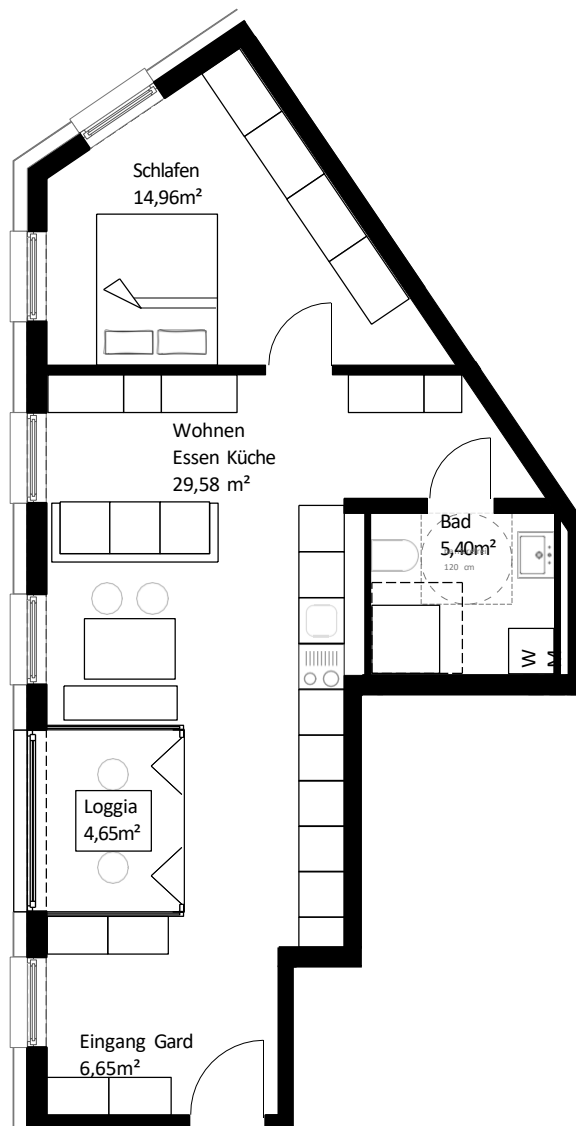 Schlafen
14,96m²
Wohnen
Essen Küche
29,58 m²
Bad
5,40m²
120 cm
W
M
Loggia
4,65m²
Eingang Gard
6,65m²